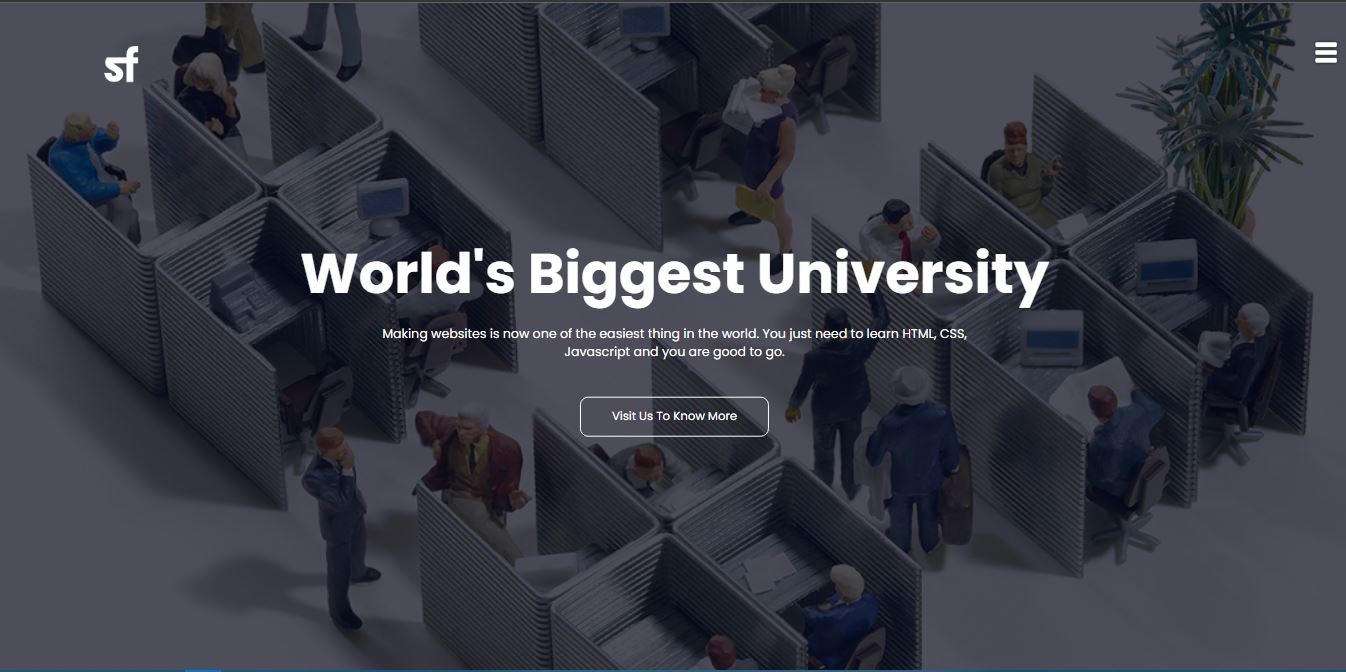 sf
World's Biggest University
Making websites is now one of the easiest thing in the world. You just need to learn HTML, CSS,
Javascript and you are good to go.
Visit Us To Know More